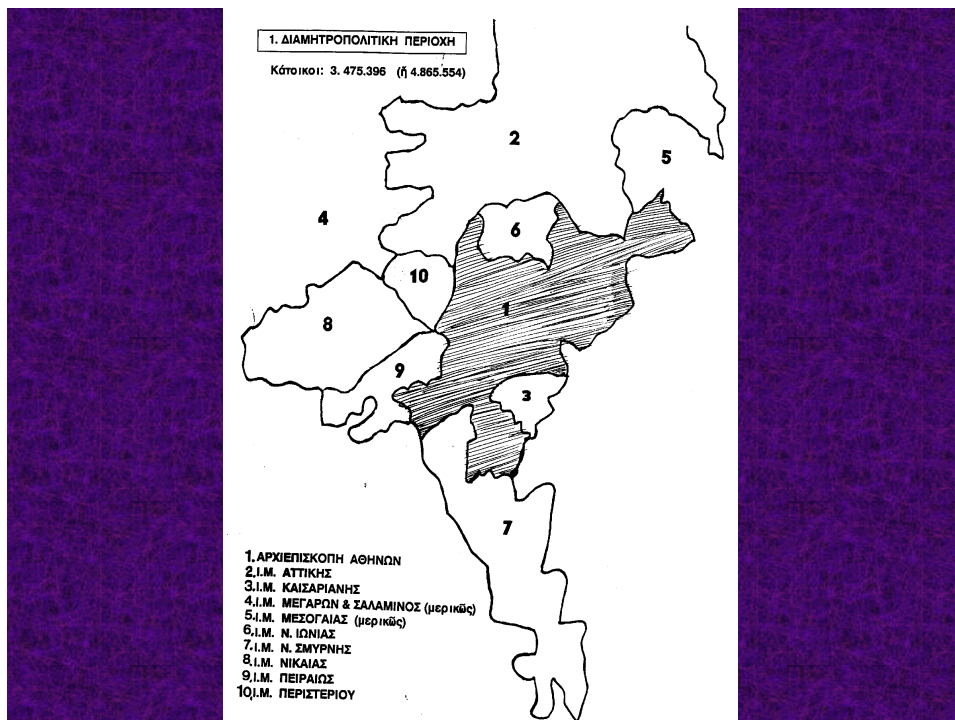 1. ΔΙΑΜΗΤΡΟΠΟΛΙΤΙΚΗ ΠΕΡΙΟΧΗ
Κάτοικοι: 3. 475.396 (ἤ 4.865.554)
2
5
4
6
10
1
8
9
3
7
1. ΑΡΧΙΕΠΙΣΚΟΠΗ ΑΘΗΝΩΝ
2. Ι.Μ. ΑΤΤΙΚΗΣ
3. Ι.Μ. ΚΑΙΣΑΡΙΑΝΗΣ
4. Ι.Μ. ΜΕΓΑΡΩΝ & ΣΑΛΑΜΙΝΟΣ (μερικῶς)
5. Ι.Μ. ΜΕΣΟΓΑΙΑΣ (μερικῶς)
6. Ι.Μ. Ν. ΙΩΝΙΑΣ
7. Ι.Μ. Ν. ΣΜΥΡΝΗΣ
8. Ι.Μ. ΝΙΚΑΙΑΣ
9. Ι.Μ. ΠΕΙΡΑΙΩΣ
10. Ι.Μ. ΠΕΡΙΣΤΕΡΙΟΥ